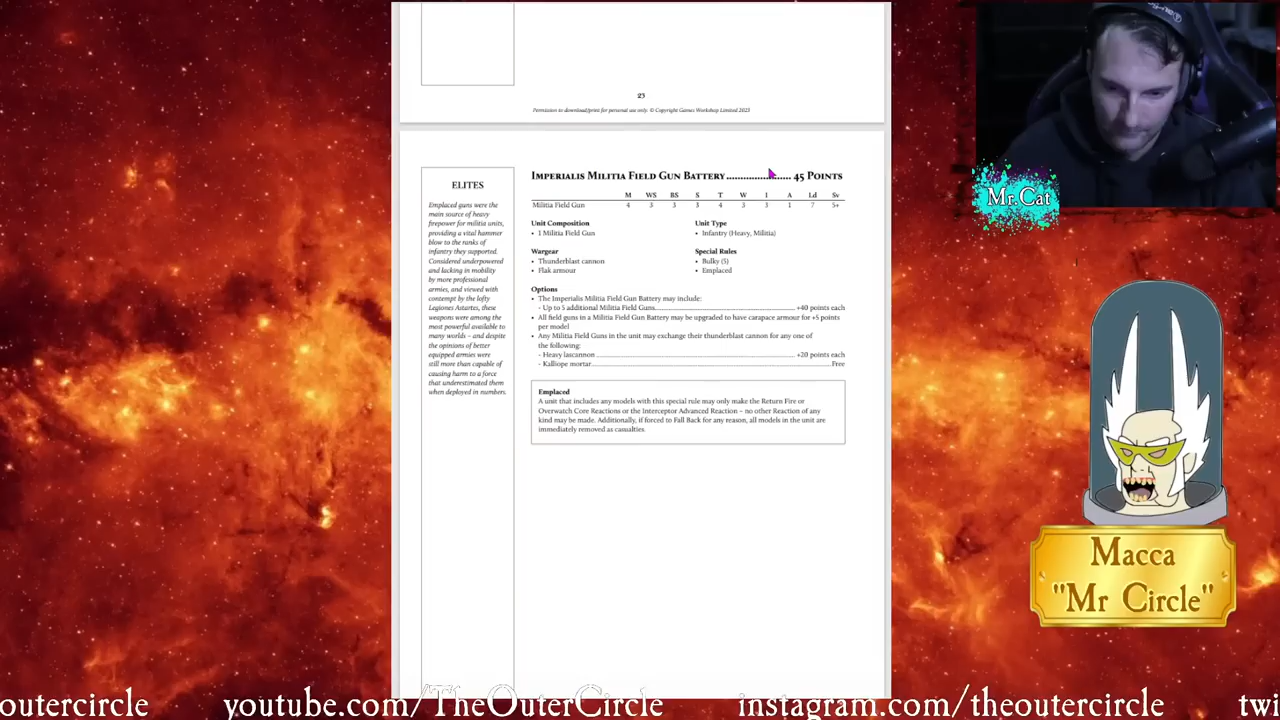 23
Permission to download/print for personal use only. © Copyright Games Workshop Limited 2023
ELITES
Emplaced guns were the
main source of heavy
firepower for militia units,
providing a vital hammer
blow to the ranks of
infantry they supported.
Considered underpowered
and lacking in mobility
by more professional
armies, and viewed with
contempt by the lofty
Legiones Astartes, these
weapons were among the
most powerful available to
many worlds – and despite
the opinions of better
equipped armies were
still more than capable of
causing harm to a force
that underestimated them
when deployed in numbers.
Imperialis Militia Field Gun Battery...................... 45 Points
M WS BS S T W I A Ld Sv
Militia Field Gun 4 3 3 3 4 3 3 1 7 5+
Unit Composition
• 1 Militia Field Gun
Unit Type
• Infantry (Heavy, Militia)
Wargear
• Thunderblast cannon
• Flak armour
Special Rules
• Bulky (5)
• Emplaced
Options
• The Imperialis Militia Field Gun Battery may include:
- Up to 5 additional Militia Field Guns.................... +40 points each
• All field guns in a Militia Field Gun Battery may be upgraded to have carapace armour for +5 points
per model
• Any Militia Field Guns in the unit may exchange their thunderblast cannon for any one of
the following:
- Heavy lascannon.................... +20 points each
- Kalliope mortar.................... Free
Emplaced
A unit that includes any models with this special rule may only make the Return Fire or
Overwatch Core Reactions or the Interceptor Advanced Reaction – no other Reaction of any
kind may be made. Additionally, if forced to Fall Back for any reason, all models in the unit are
immediately removed as casualties.
Mr.Cat
Macca
"Mr Circle"
outercircle youtube.com/TheOuterCircle instagram.com/theoutercircle twi